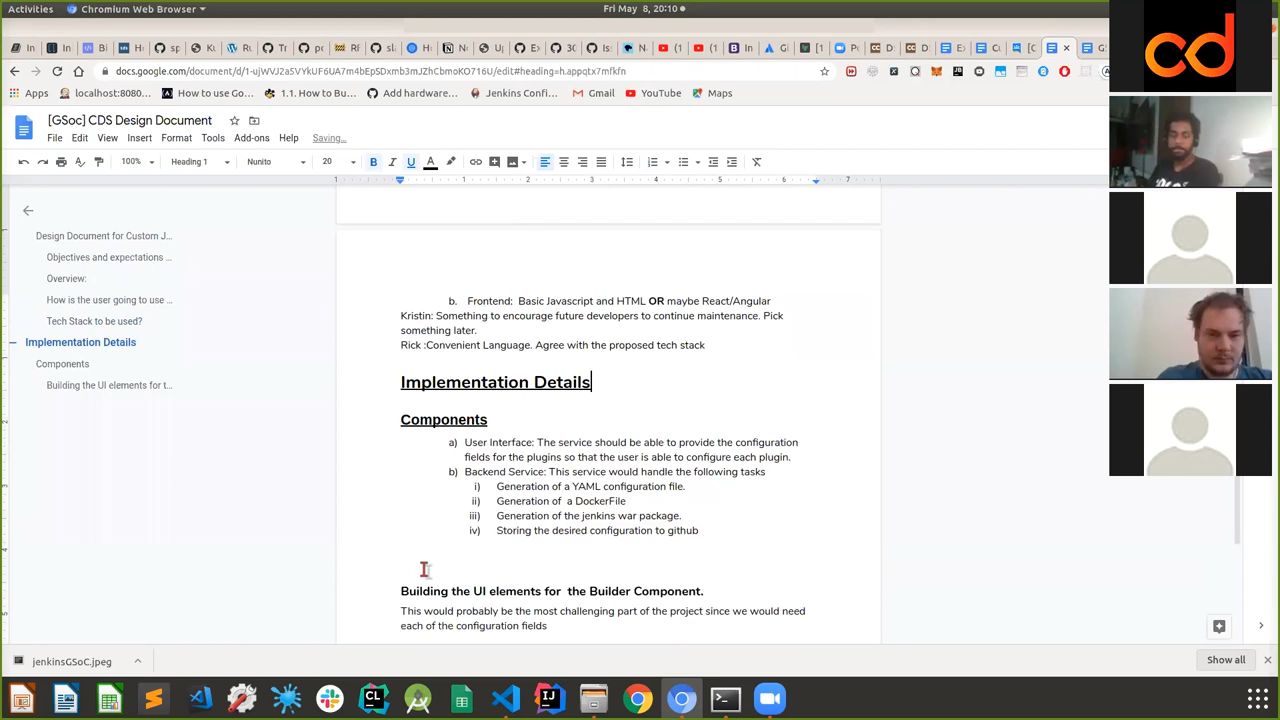 Activities
Chromium Web Browser
Fri May 8, 20:10
docs.google.com/document/d/1-ujWVJ2a5WYkUF6UA7m4bEpSDxmb3tJZhCbmoKO716U/edit#heading=h.appqtx7mfkfn
Apps
localhost:8080...
How to use Go...
1.1. How to Bu...
Add hardware...
Jenkins Confi...
Gmail
YouTube
Maps
[GSoc] CDS Design Document
File Edit View Insert Format Tools Add-ons Help Saving...
100% Heading 1 Nunito 20
Design Document for Custom J...
Objectives and expectations ...
Overview:
How is the user going to use ...
Tech Stack to be used?
Implementation Details
Components
Building the UI elements for t...
b. Frontend: Basic Javascript and HTML OR maybe React/Angular
Kristin: Something to encourage future developers to continue maintenance. Pick
something later.
Rick :Convenient Language. Agree with the proposed tech stack
Implementation Details
Components
a) User Interface: The service should be able to provide the configuration
fields for the plugins so that the user is able to configure each plugin.
b) Backend Service: This service would handle the following tasks
i) Generation of a YAML configuration file.
ii) Generation of a DockerFile
iii) Generation of the jenkins war package.
iv) Storing the desired configuration to github
Building the UI elements for the Builder Component.
This would probably be the most challenging part of the project since we would need
each of the configuration fields
jenkinsGSoC.jpeg
Show all